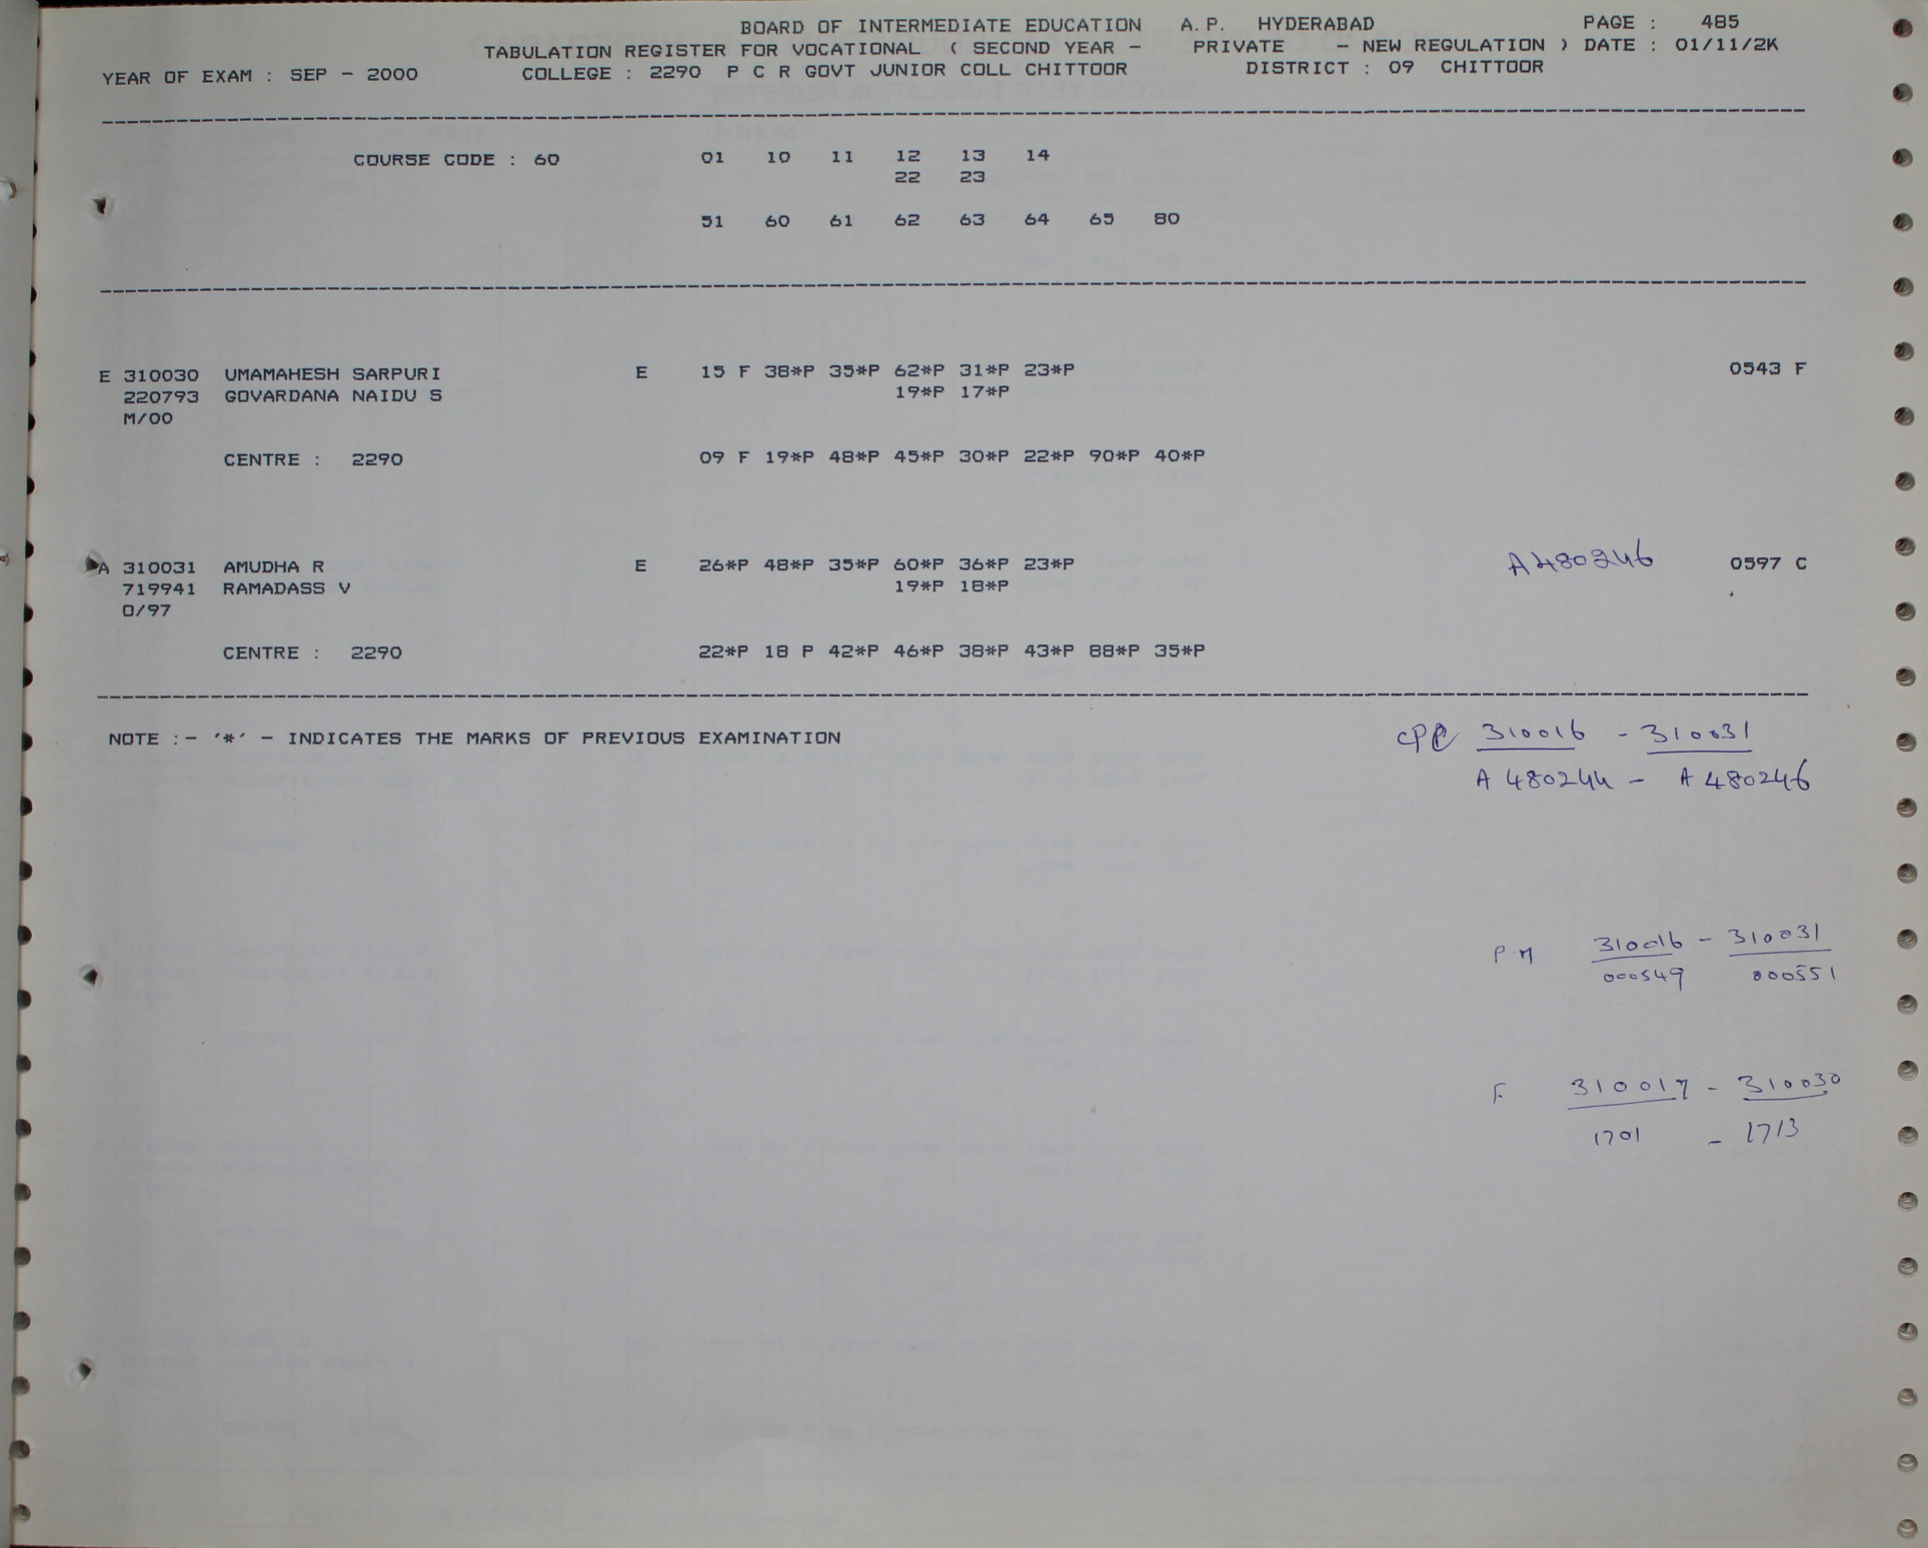 BOARD OF INTERMEDIATE EDUCATION A.P. HYDERABAD PAGE : 485
TABULATION REGISTER FOR VOCATIONAL ( SECOND YEAR - PRIVATE - NEW REGULATION ) DATE : 01/11/2K
YEAR OF EXAM : SEP - 2000 COLLEGE : 2290 P C R GOVT JUNIOR COLL CHITTOOR DISTRICT : 09 CHITTOOR
COURSE CODE : 60 01 10 11 12 13 14
22 23
51 60 61 62 63 64 65 80
E 310030 UMAMAHESH SARPURI E 15 F 38*P 35*P 62*P 31*P 23*P 0543 F
220793 GOVARDANA NAIDU S 19*P 17*P
M/00
CENTRE : 2290 09 F 19*P 48*P 45*P 30*P 22*P 90*P 40*P
A 310031 AMUDHA R E 26*P 48*P 35*P 60*P 36*P 23*P A480246 0597 C
719941 RAMADASS V 19*P 18*P
O/97
CENTRE : 2290 22*P 18 P 42*P 46*P 38*P 43*P 88*P 35*P
NOTE :- '*' - INDICATES THE MARKS OF PREVIOUS EXAMINATION
310016 - 310031
A 480244 - A 480246
P M 310016 - 310031
000549 000551
F 310017 - 310030
1701 - 1713